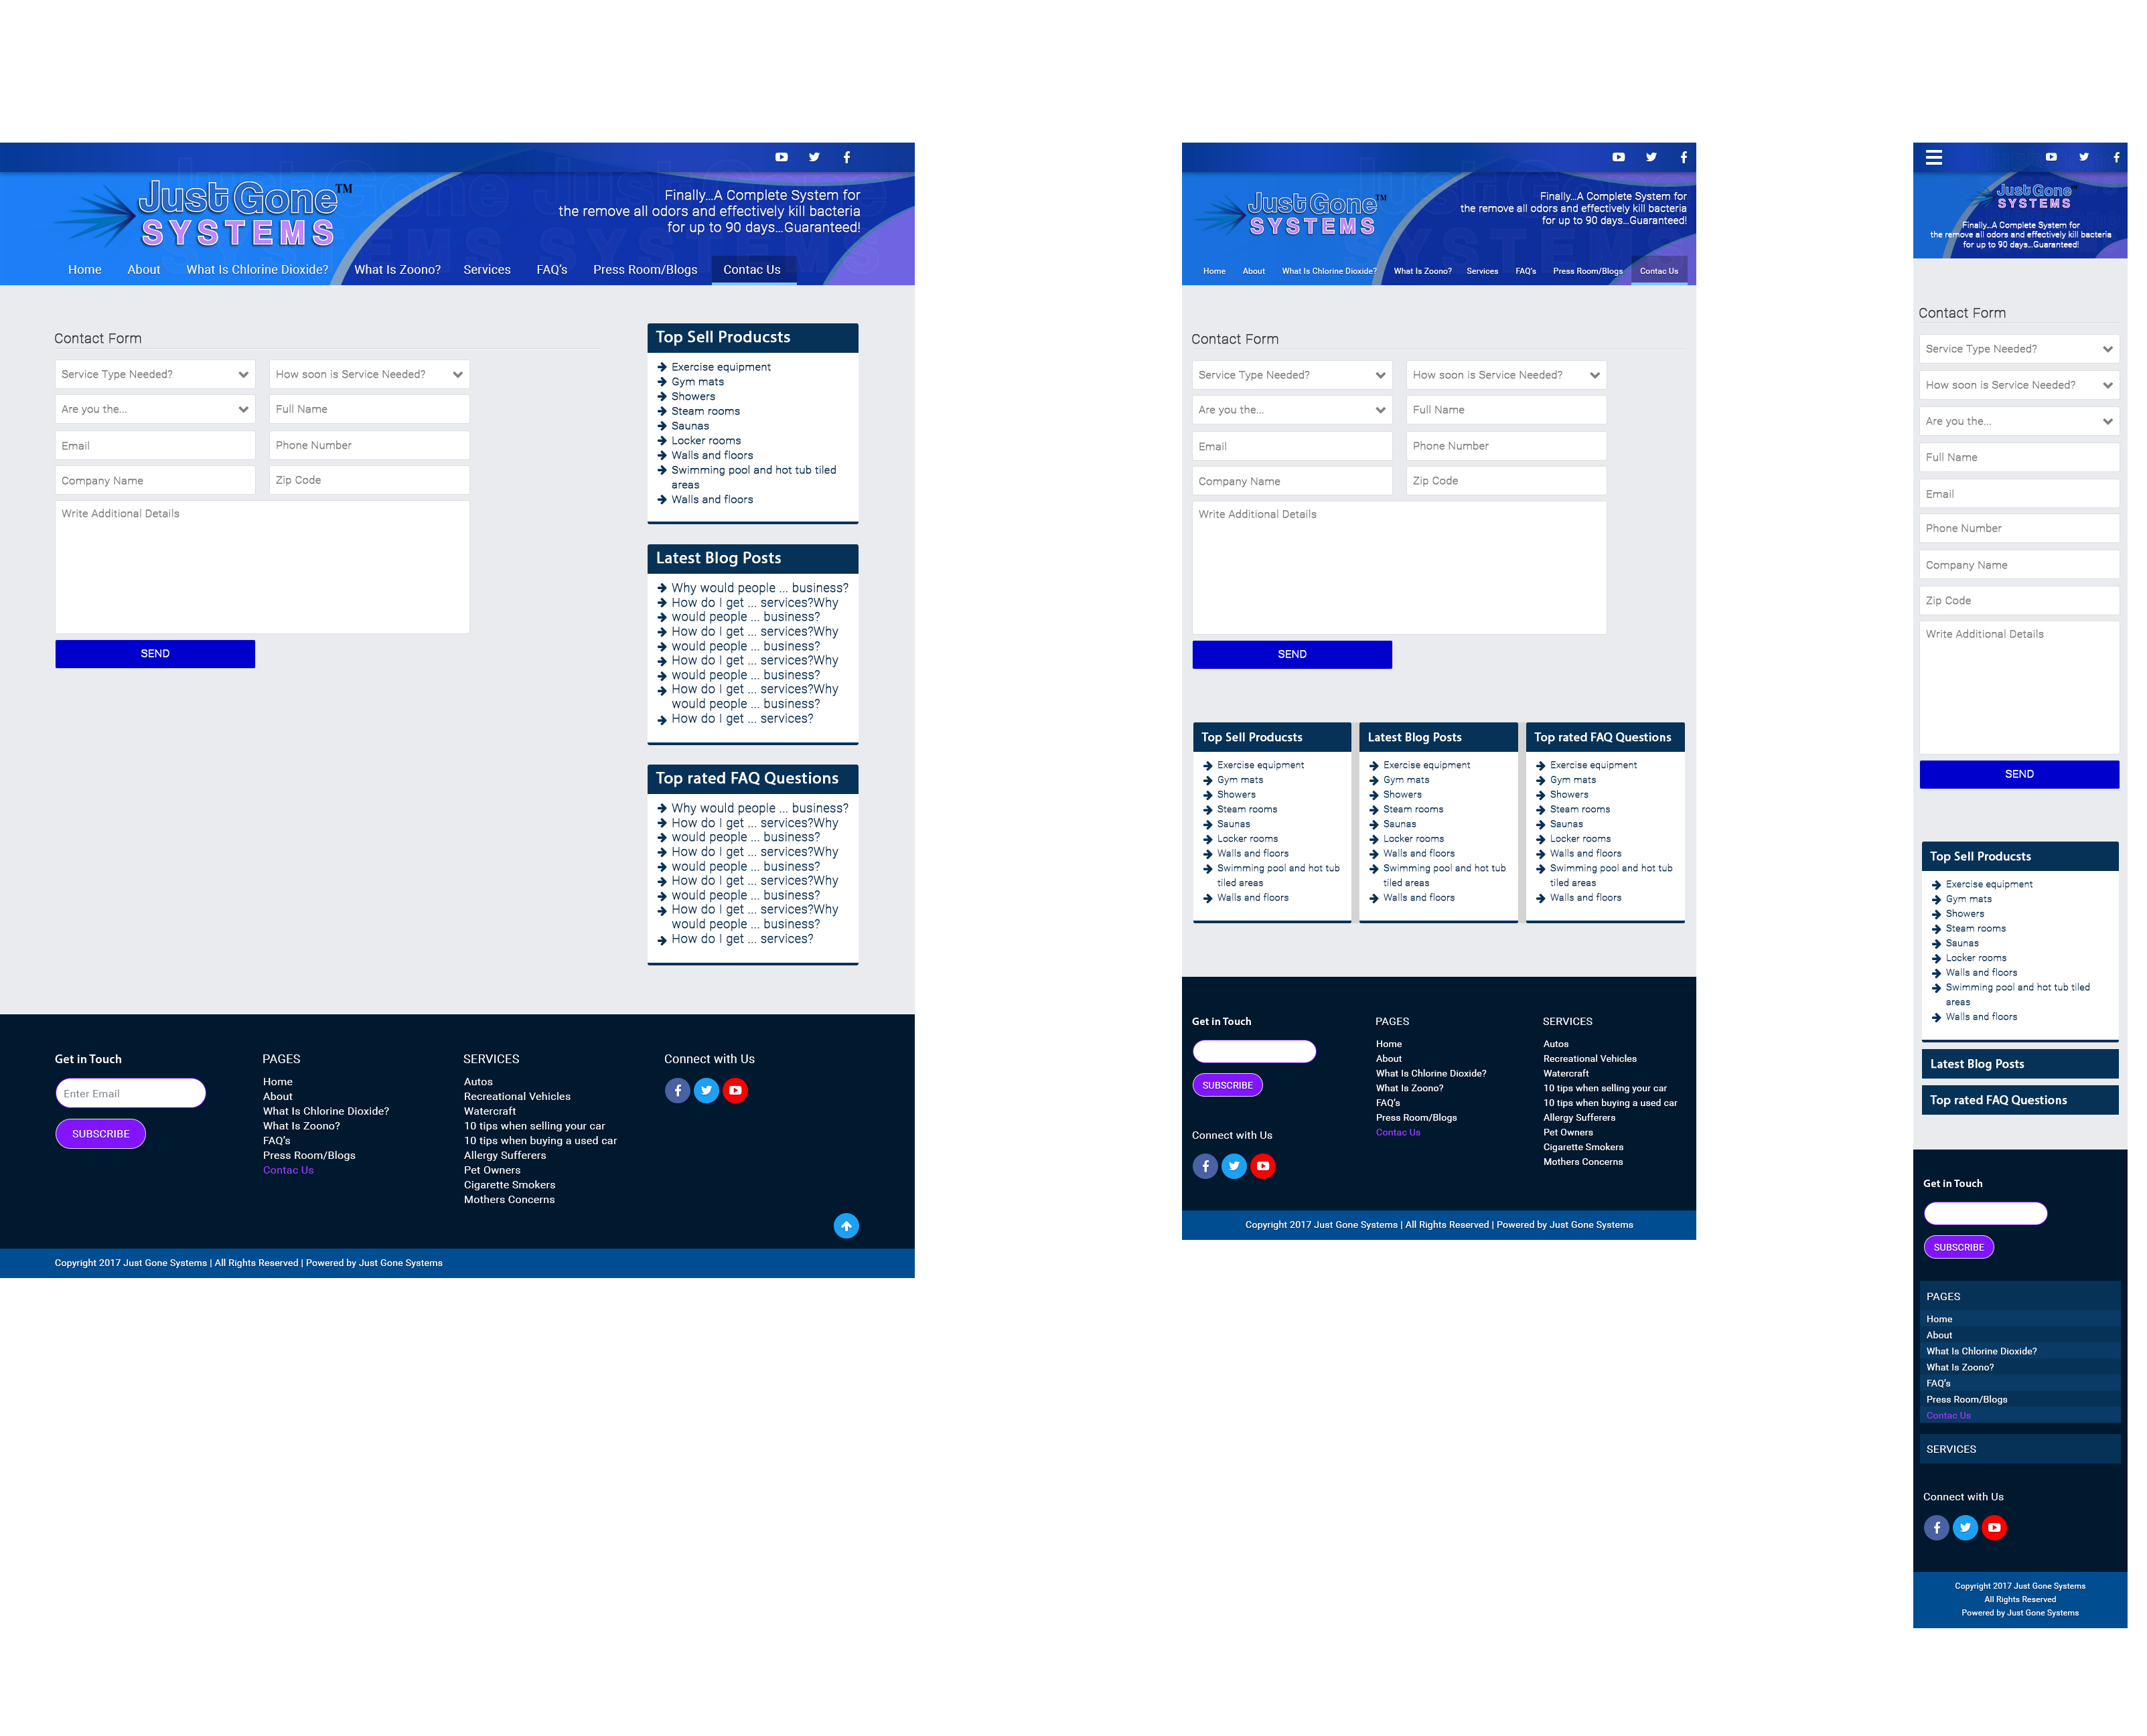 JustGone™
SYSTEMS
Finally...A Complete System for
the remove all odors and effectively kill bacteria
for up to 90 days...Guaranteed!
Home About What Is Chlorine Dioxide? What Is Zoono? Services FAQ's Press Room/Blogs Contac Us
Contact Form
Service Type Needed? How soon is Service Needed?
Are you the... Full Name
Email Phone Number
Company Name Zip Code
Write Additional Details
SEND
Top Sell Producsts
Exercise equipment
Gym mats
Showers
Steam rooms
Saunas
Locker rooms
Walls and floors
Swimming pool and hot tub tiled
areas
Walls and floors
Latest Blog Posts
Why would people ... business?
How do I get ... services?Why
would people ... business?
How do I get ... services?Why
would people ... business?
How do I get ... services?Why
would people ... business?
How do I get ... services?Why
would people ... business?
How do I get ... services?
Top rated FAQ Questions
Why would people ... business?
How do I get ... services?Why
would people ... business?
How do I get ... services?Why
would people ... business?
How do I get ... services?Why
would people ... business?
How do I get ... services?Why
would people ... business?
How do I get ... services?
Get in Touch
Enter Email
SUBSCRIBE
PAGES
Home
About
What Is Chlorine Dioxide?
What Is Zoono?
FAQ's
Press Room/Blogs
Contac Us
SERVICES
Autos
Recreational Vehicles
Watercraft
10 tips when selling your car
10 tips when buying a used car
Allergy Sufferers
Pet Owners
Cigarette Smokers
Mothers Concerns
Connect with Us
Copyright 2017 Just Gone Systems | All Rights Reserved | Powered by Just Gone Systems
JustGone™
SYSTEMS
Finally...A Complete System for
the remove all odors and effectively kill bacteria
for up to 90 days...Guaranteed!
Home About What Is Chlorine Dioxide? What Is Zoono? Services FAQ's Press Room/Blogs Contac Us
Contact Form
Service Type Needed? How soon is Service Needed?
Are you the... Full Name
Email Phone Number
Company Name Zip Code
Write Additional Details
SEND
Top Sell Producsts
Exercise equipment
Gym mats
Showers
Steam rooms
Saunas
Locker rooms
Walls and floors
Swimming pool and hot tub
tiled areas
Walls and floors
Latest Blog Posts
Exercise equipment
Gym mats
Showers
Steam rooms
Saunas
Locker rooms
Walls and floors
Swimming pool and hot tub
tiled areas
Walls and floors
Top rated FAQ Questions
Exercise equipment
Gym mats
Showers
Steam rooms
Saunas
Locker rooms
Walls and floors
Swimming pool and hot tub
tiled areas
Walls and floors
Get in Touch
SUBSCRIBE
Connect with Us
PAGES
Home
About
What Is Chlorine Dioxide?
What Is Zoono?
FAQ's
Press Room/Blogs
Contac Us
SERVICES
Autos
Recreational Vehicles
Watercraft
10 tips when selling your car
10 tips when buying a used car
Allergy Sufferers
Pet Owners
Cigarette Smokers
Mothers Concerns
Copyright 2017 Just Gone Systems | All Rights Reserved | Powered by Just Gone Systems
JustGone™
SYSTEMS
Finally...A Complete System for
the remove all odors and effectively kill bacteria
for up to 90 days...Guaranteed!
Contact Form
Service Type Needed?
How soon is Service Needed?
Are you the...
Full Name
Email
Phone Number
Company Name
Zip Code
Write Additional Details
SEND
Top Sell Producsts
Exercise equipment
Gym mats
Showers
Steam rooms
Saunas
Locker rooms
Walls and floors
Swimming pool and hot tub tiled
areas
Walls and floors
Latest Blog Posts
Top rated FAQ Questions
Get in Touch
SUBSCRIBE
PAGES
Home
About
What Is Chlorine Dioxide?
What Is Zoono?
FAQ's
Press Room/Blogs
Contac Us
SERVICES
Connect with Us
Copyright 2017 Just Gone Systems
All Rights Reserved
Powered by Just Gone Systems